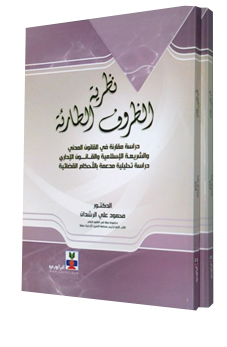 نظرية
الظروف الطارئة
دراسة مقارنة في القانون المدني
والشريعة الإسلامية والقانون الإداري
دراسة تحليلية مدعمة بالأحكام القضائية
الدكتور
محمود علي الرشدان